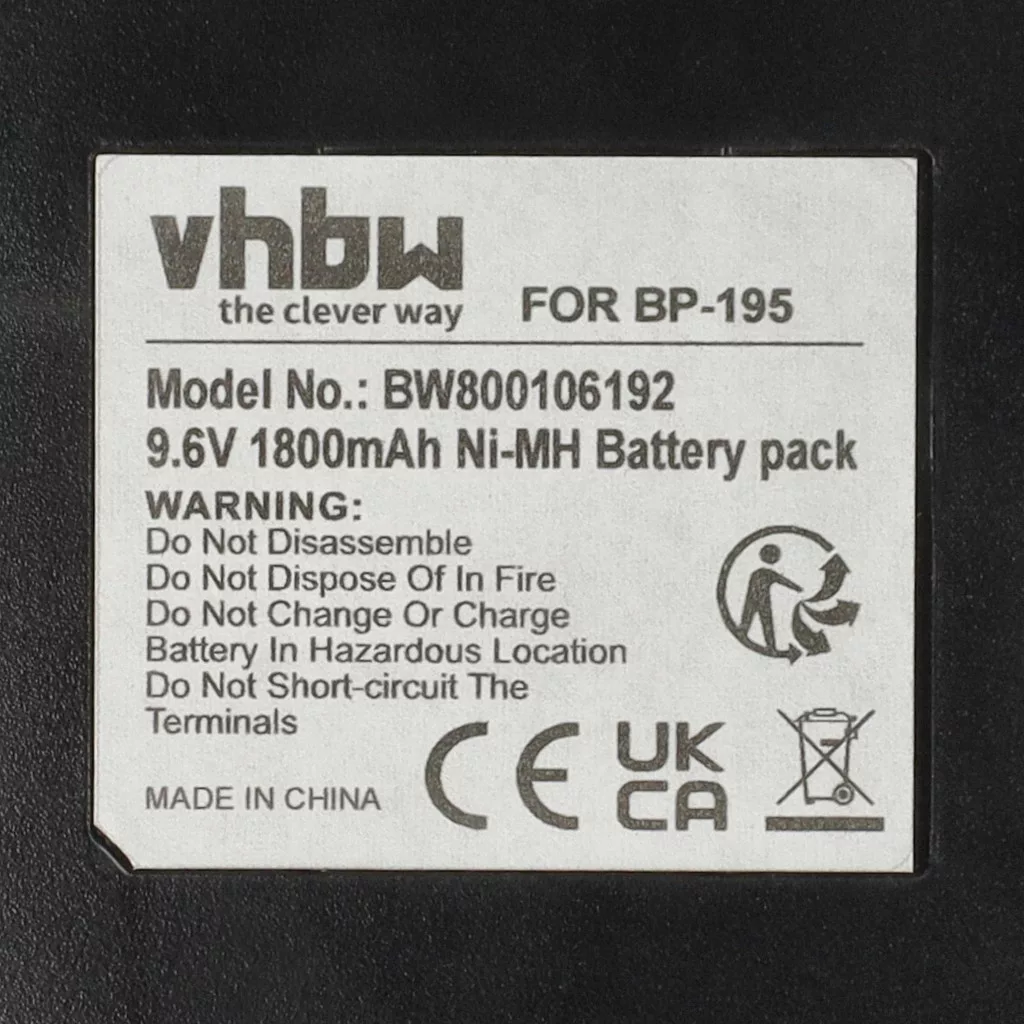 vhbw
the clever way
FOR BP-195
Model No.: BW800106192
9.6V 1800mAh Ni-MH Battery pack
WARNING:
Do Not Disassemble
Do Not Dispose Of In Fire
Do Not Change Or Charge
Battery In Hazardous Location
Do Not Short-circuit The
Terminals
MADE IN CHINA
CE
UK
CA